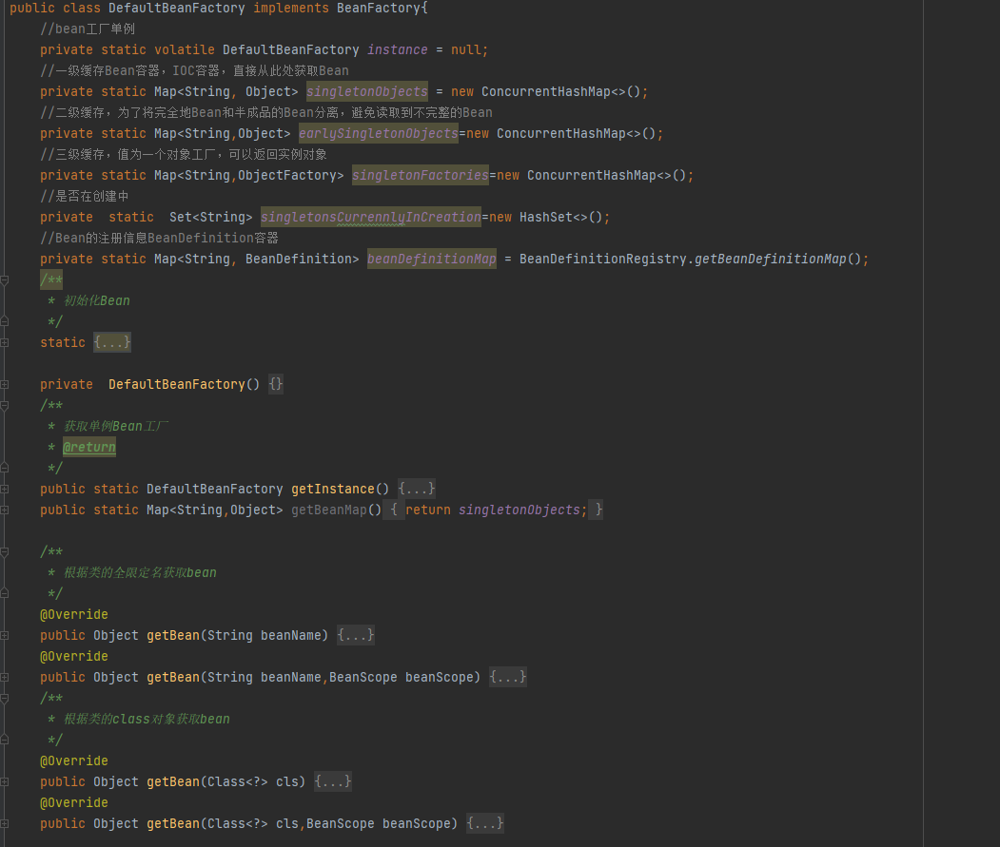 public class DefaultBeanFactory implements BeanFactory{
//bean工厂单例
private static volatile DefaultBeanFactory instance = null;
//一级缓存Bean容器，IOC容器，直接从此处获取Bean
private static Map<String, Object> singletonObjects = new ConcurrentHashMap<>();
//二级缓存，为了将完全地Bean和半成品的Bean分离，避免读取到不完整的Bean
private static Map<String,Object> earlySingletonObjects=new ConcurrentHashMap<>();
//三级缓存，值为一个对象工厂，可以返回实例对象
private static Map<String,ObjectFactory> singletonFactories=new ConcurrentHashMap<>();
//是否在创建中
private  static  Set<String> singletonsCurrennlyInCreation=new HashSet<>();
//Bean的注册信息BeanDefinition容器
private static Map<String, BeanDefinition> beanDefinitionMap = BeanDefinitionRegistry.getBeanDefinitionMap();
/**
* 初始化Bean
*/
static {...}
private  DefaultBeanFactory() {}
/**
* 获取单例Bean工厂
* @return
*/
public static DefaultBeanFactory getInstance() {...}
public static Map<String,Object> getBeanMap() { return singletonObjects; }
/**
* 根据类的全限定名获取bean
*/
@Override
public Object getBean(String beanName) {...}
@Override
public Object getBean(String beanName,BeanScope beanScope) {...}
/**
* 根据类的class对象获取bean
*/
@Override
public Object getBean(Class<?> cls) {...}
@Override
public Object getBean(Class<?> cls,BeanScope beanScope) {...}